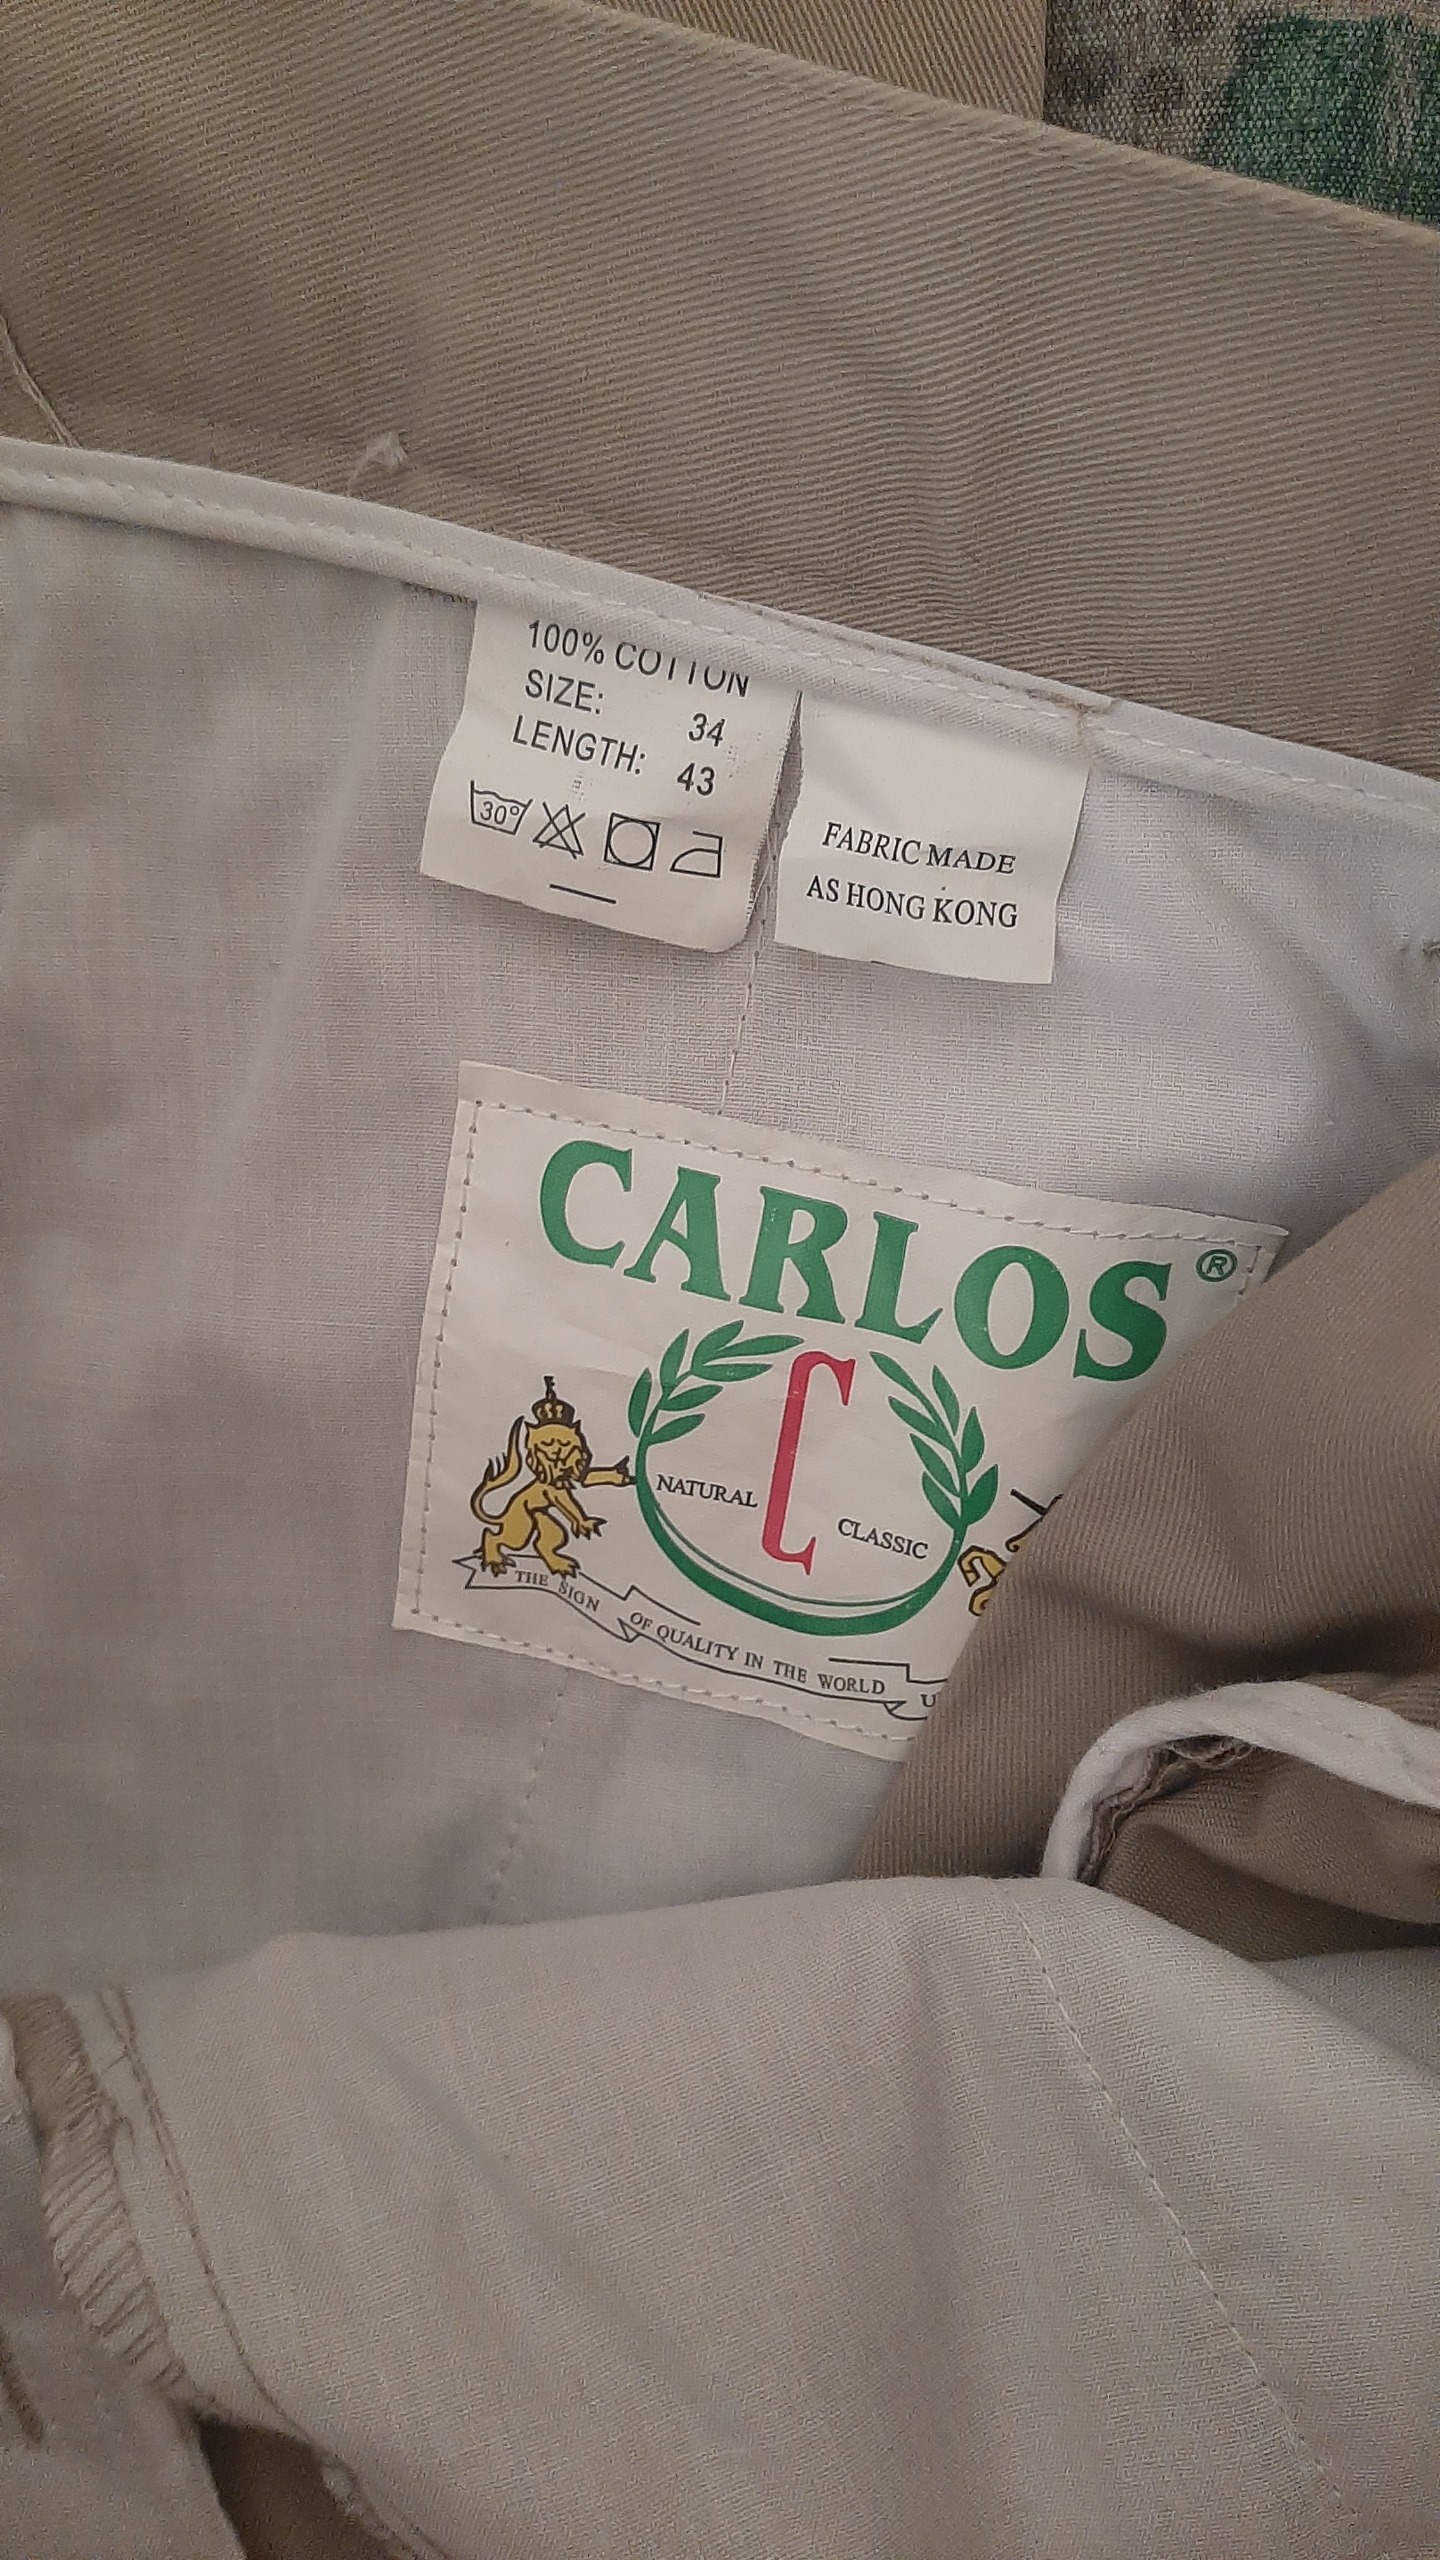 100% COTTON
SIZE: 34
LENGTH: 43
30°
FABRIC MADE
AS HONG KONG
CARLOS®
C
NATURAL CLASSIC
THE SIGN OF QUALITY IN THE WORLD